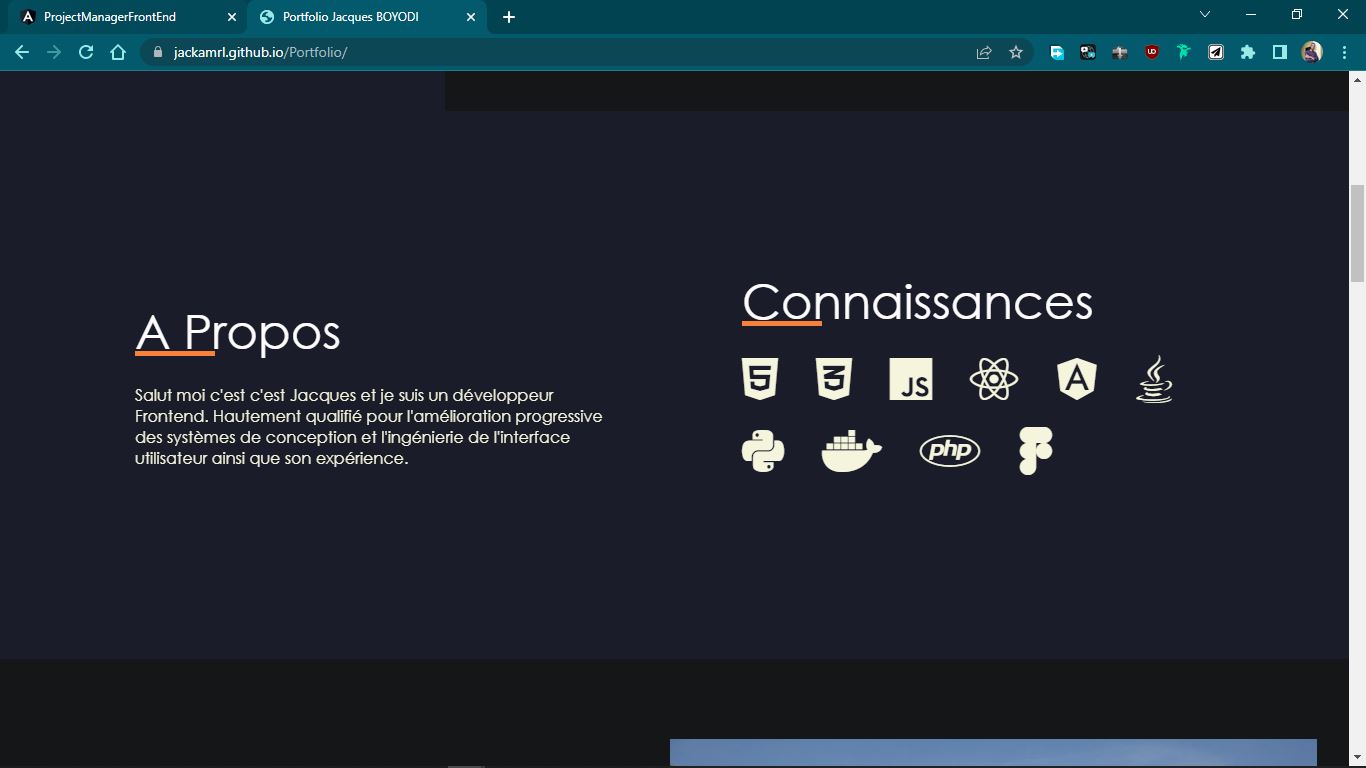 ProjectManagerFrontEnd
Portfolio Jacques BOYODI
jackamrl.github.io/Portfolio/
A Propos
Salut moi c'est c'est Jacques et je suis un développeur
Frontend. Hautement qualifié pour l'amélioration progressive
des systèmes de conception et l'ingénierie de l'interface
utilisateur ainsi que son expérience.
Connaissances
5
3
JS
A
php